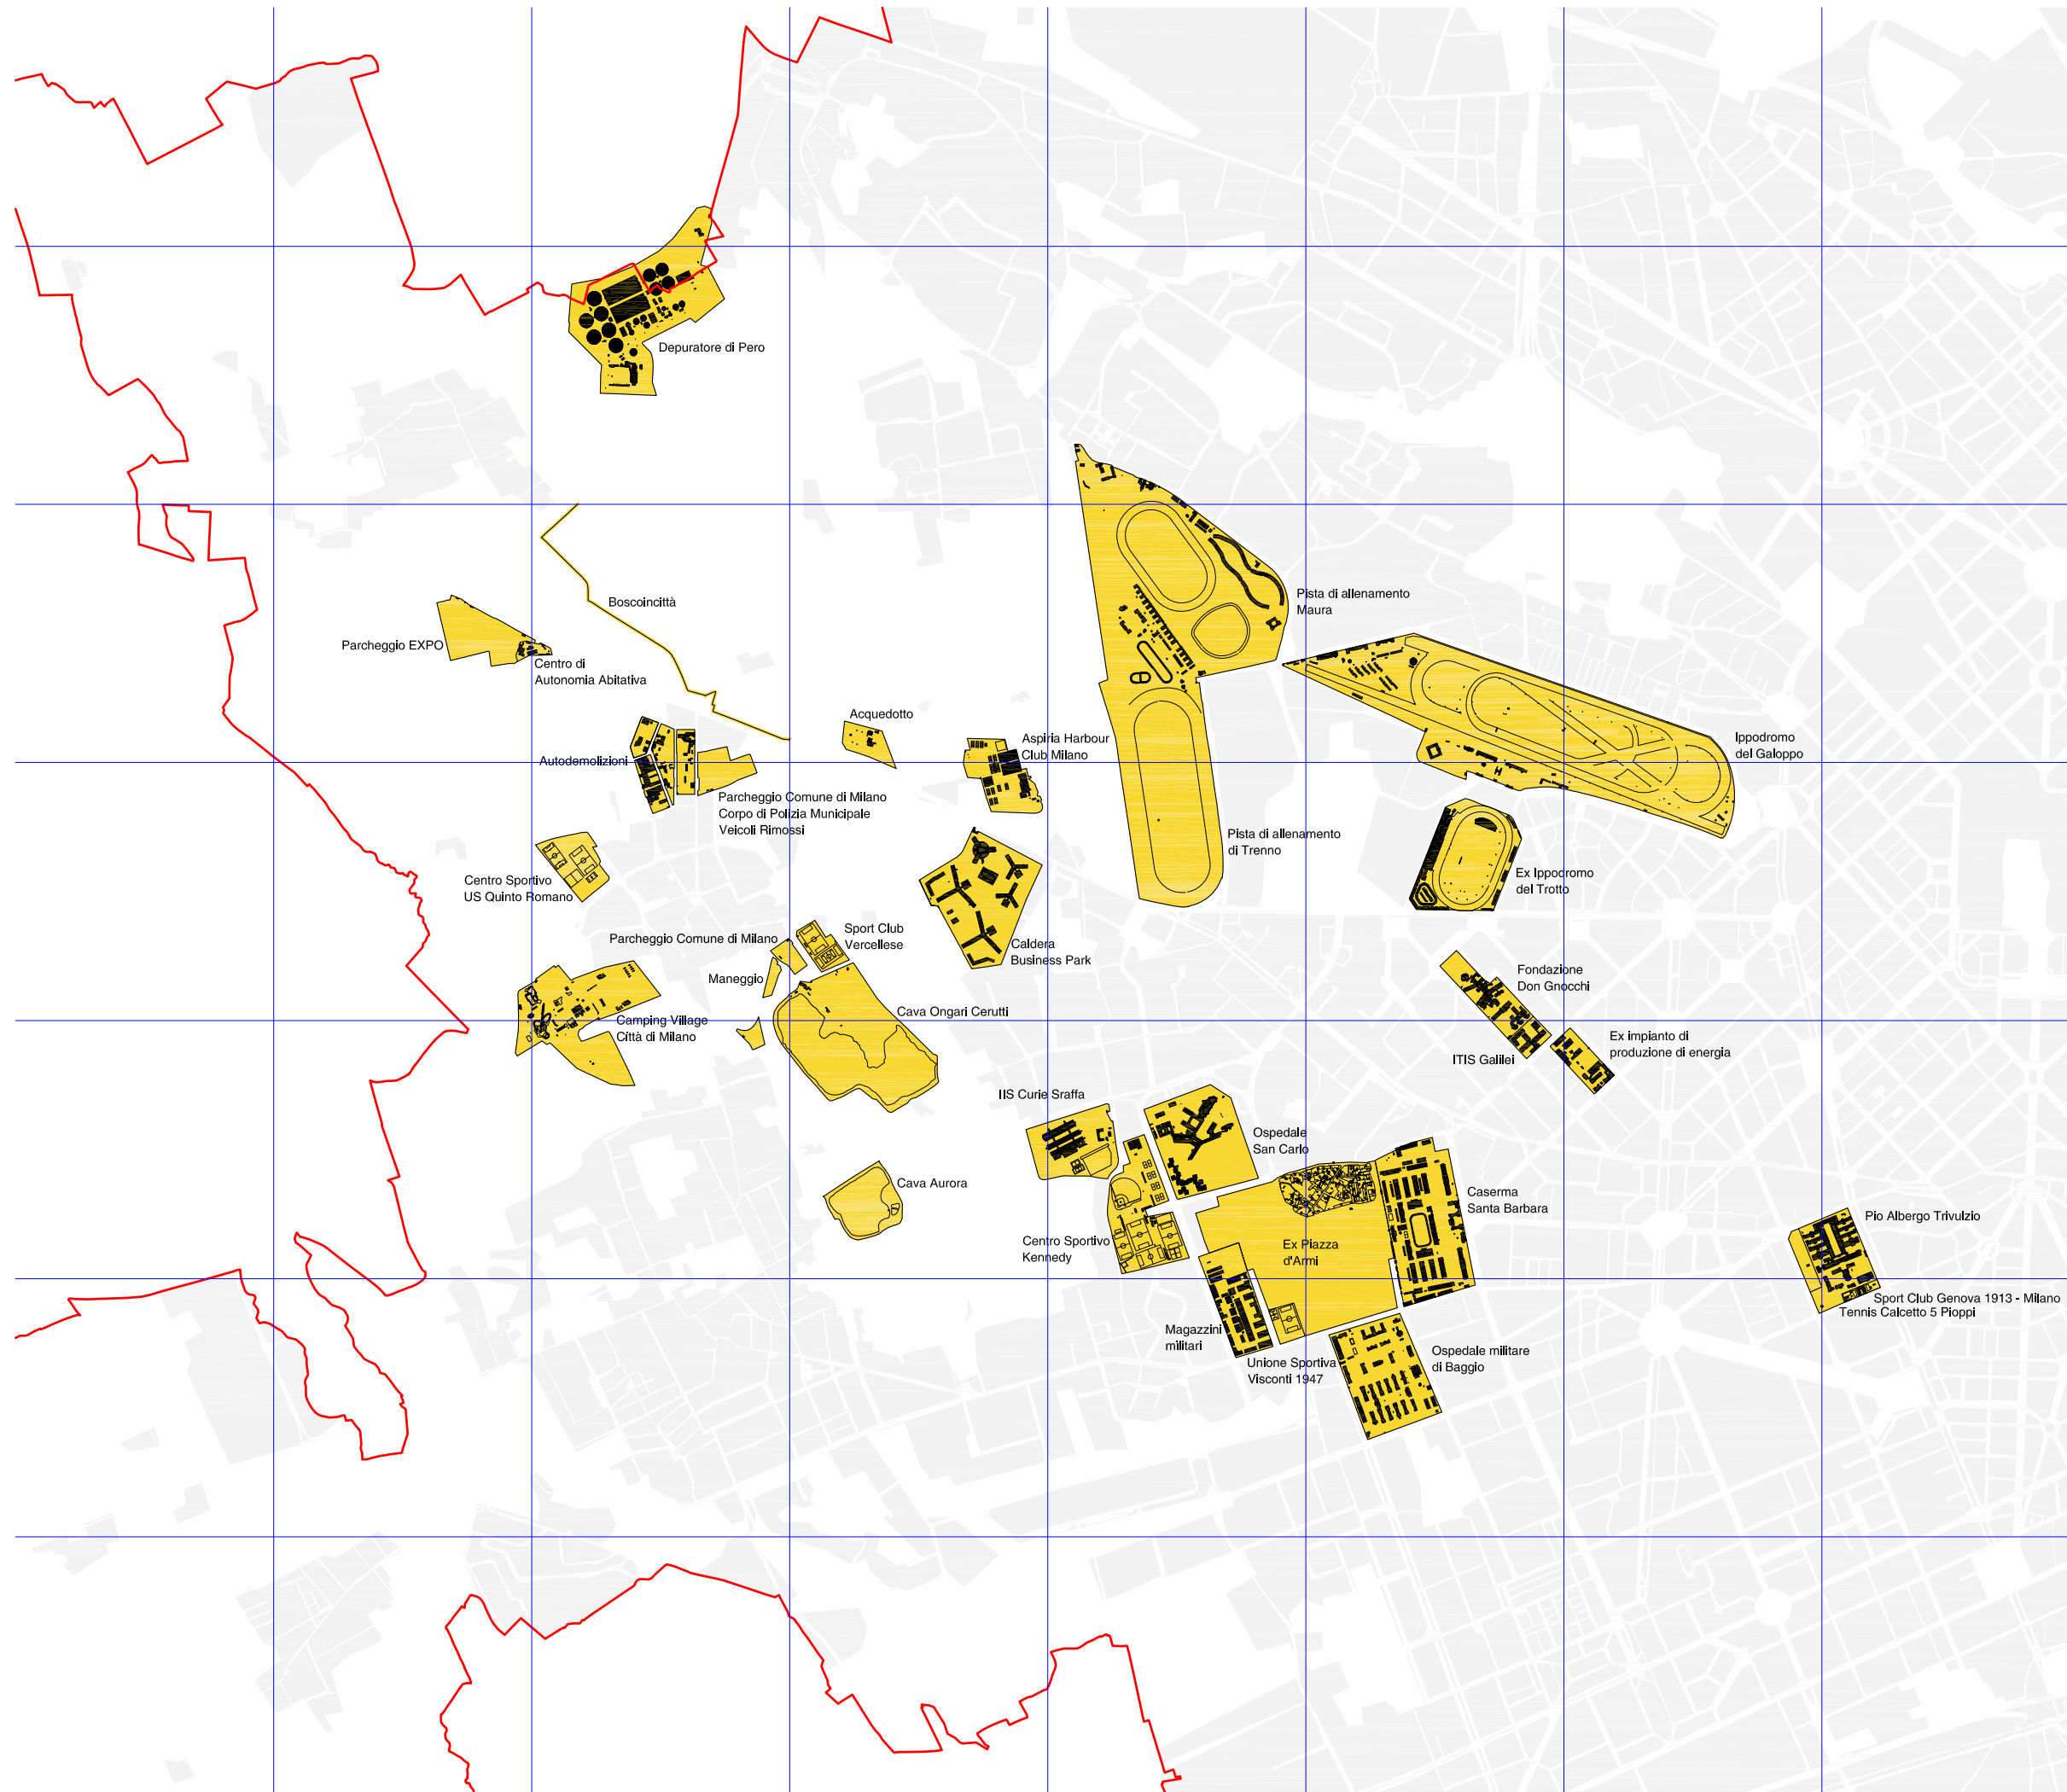 Depuratore di Pero
Boscoincittà
Pista di allenamento
Maura
Parcheggio EXPO
Centro di
Autonomia Abitativa
Acquedotto
Aspiria Harbour
Club Milano
Ippodromo
del Galoppo
Autodemolizioni
Parcheggio Comune di Milano
Corpo di Polizia Municipale
Veicoli Rimossi
Pista di allenamento
di Trenno
Centro Sportivo
US Quinto Romano
Ex Ippodromo
del Trotto
Sport Club
Vercellese
Parcheggio Comune di Milano
Caldera
Business Park
Maneggio
Fondazione
Don Gnocchi
Cava Ongari Cerutti
Camping Village
Città di Milano
Ex impianto di
produzione di energia
ITIS Galilei
IIS Curie Sraffa
Ospedale
San Carlo
Cava Aurora
Caserma
Santa Barbara
Pio Albergo Trivulzio
Centro Sportivo
Kennedy
Ex Piazza
d'Armi
Sport Club Genova 1913 - Milano
Tennis Calcetto 5 Pioppi
Magazzini
militari
Unione Sportiva
Visconti 1947
Ospedale militare
di Baggio